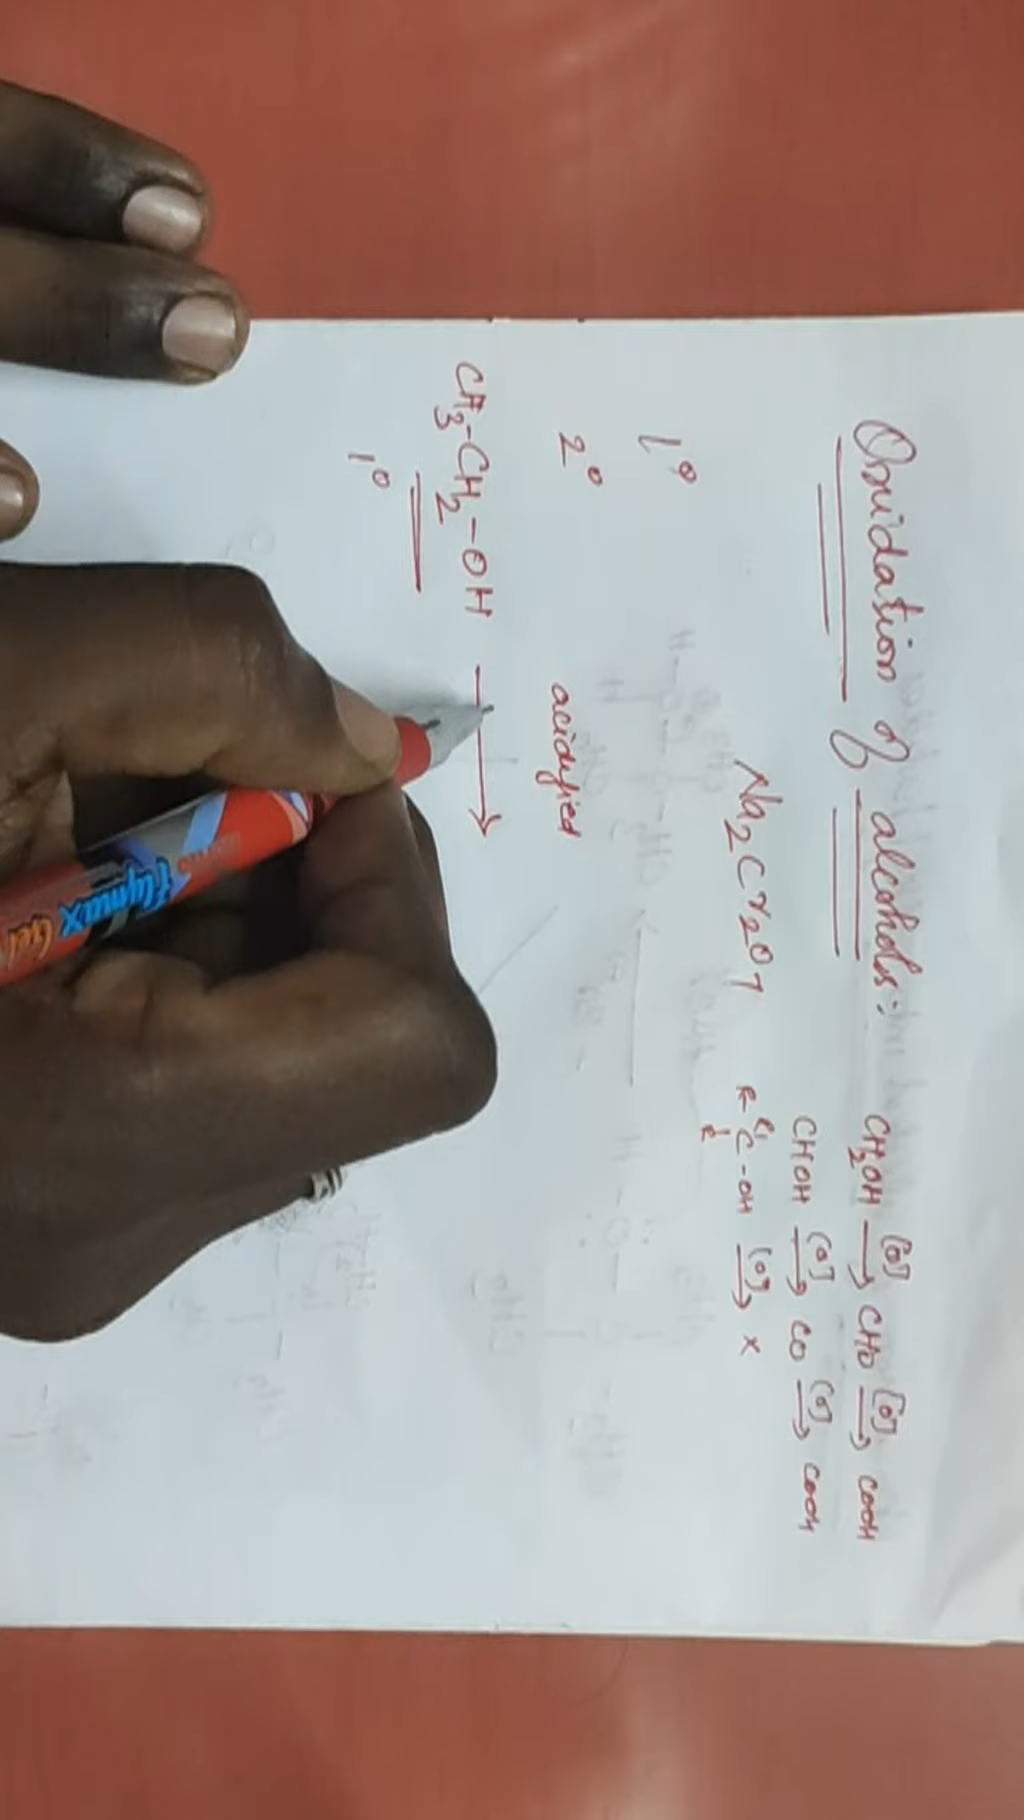 Oxidation of alcohols:
CH₂OH —[O]→ CHO —[O]→ COOH
CHOH —[O]→ CO —[O]→ COOH
Na₂Cr₂O7
R-C-OH —[O]→ x
1°
2°
acidified
CH₃-CH₂-OH →
1°
Flymax Gel